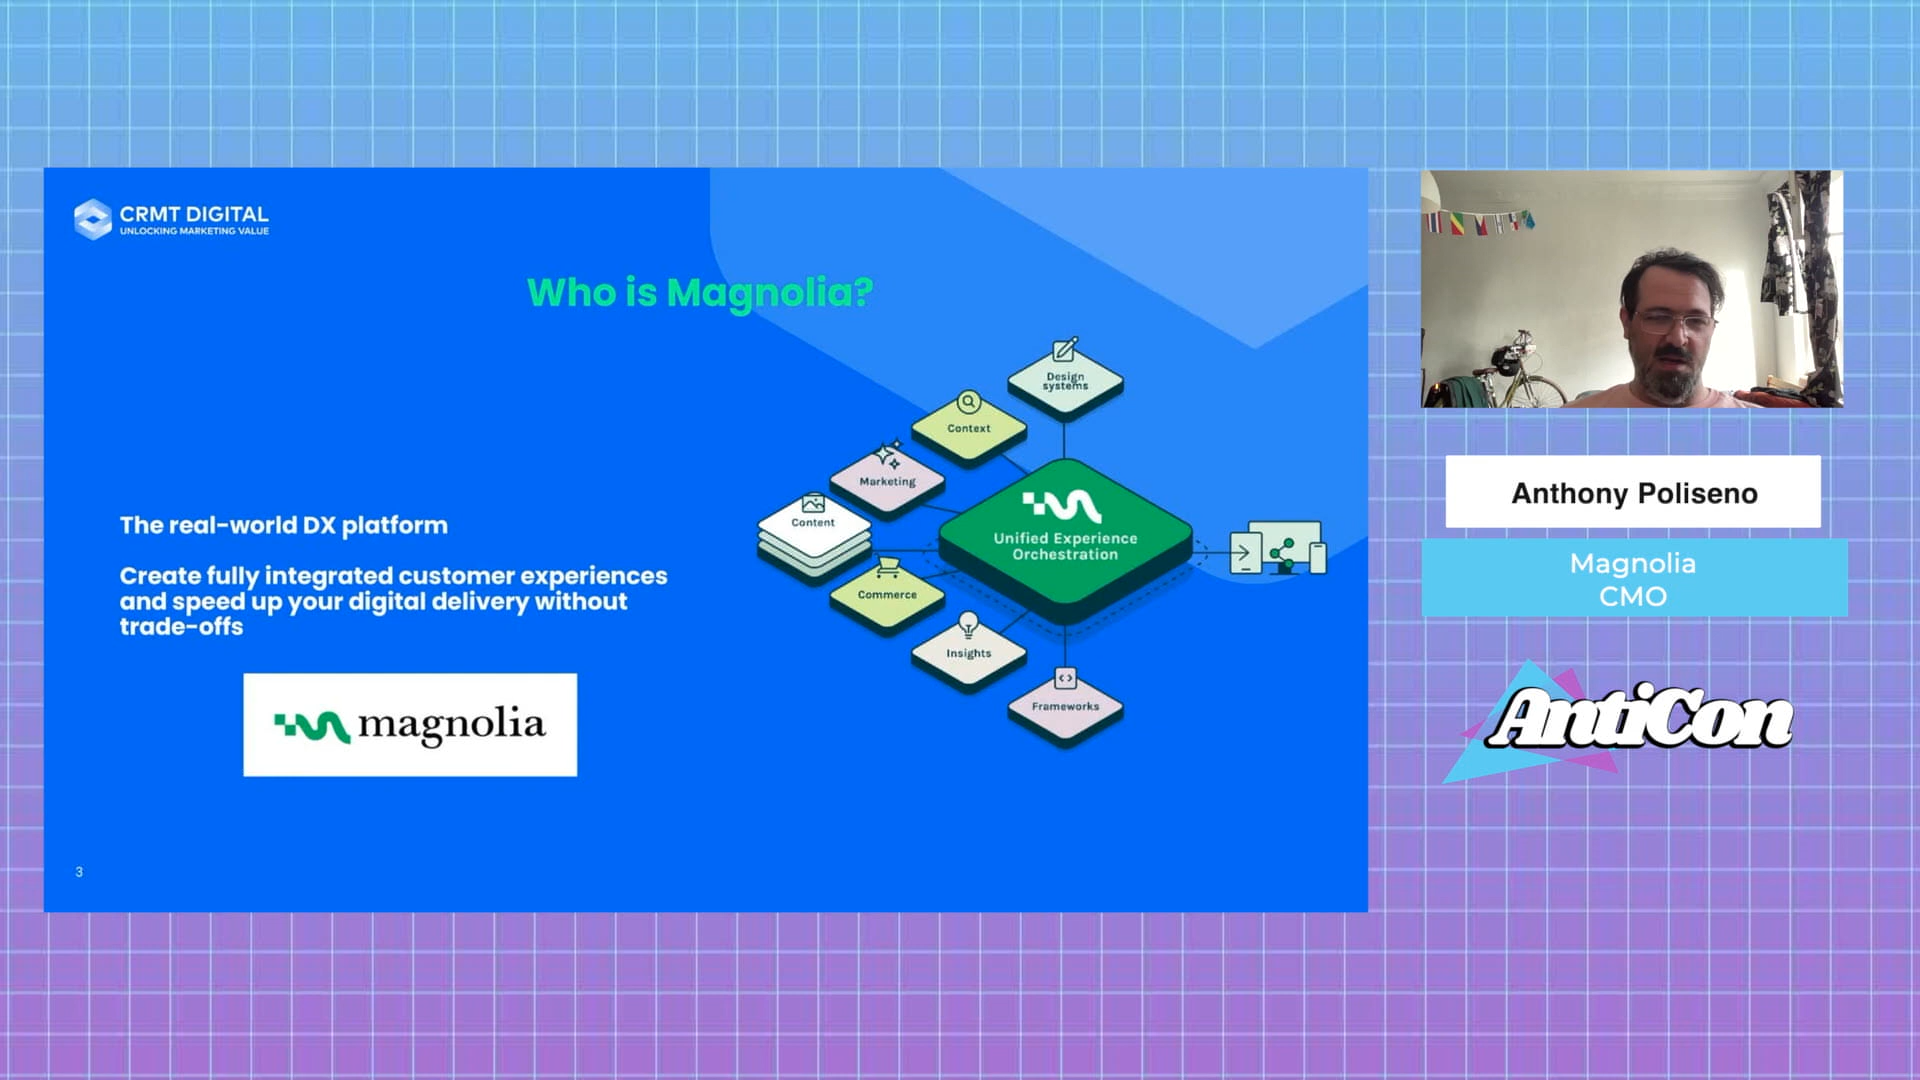 CRMT DIGITAL
UNLOCKING MARKETING VALUE
Who is Magnolia?
The real-world DX platform
Create fully integrated customer experiences
and speed up your digital delivery without
trade-offs
magnolia
Design
systems
Context
Marketing
Content
Commerce
Insights
Frameworks
Unified Experience
Orchestration
3
Anthony Poliseno
Magnolia
CMO
AntiCon